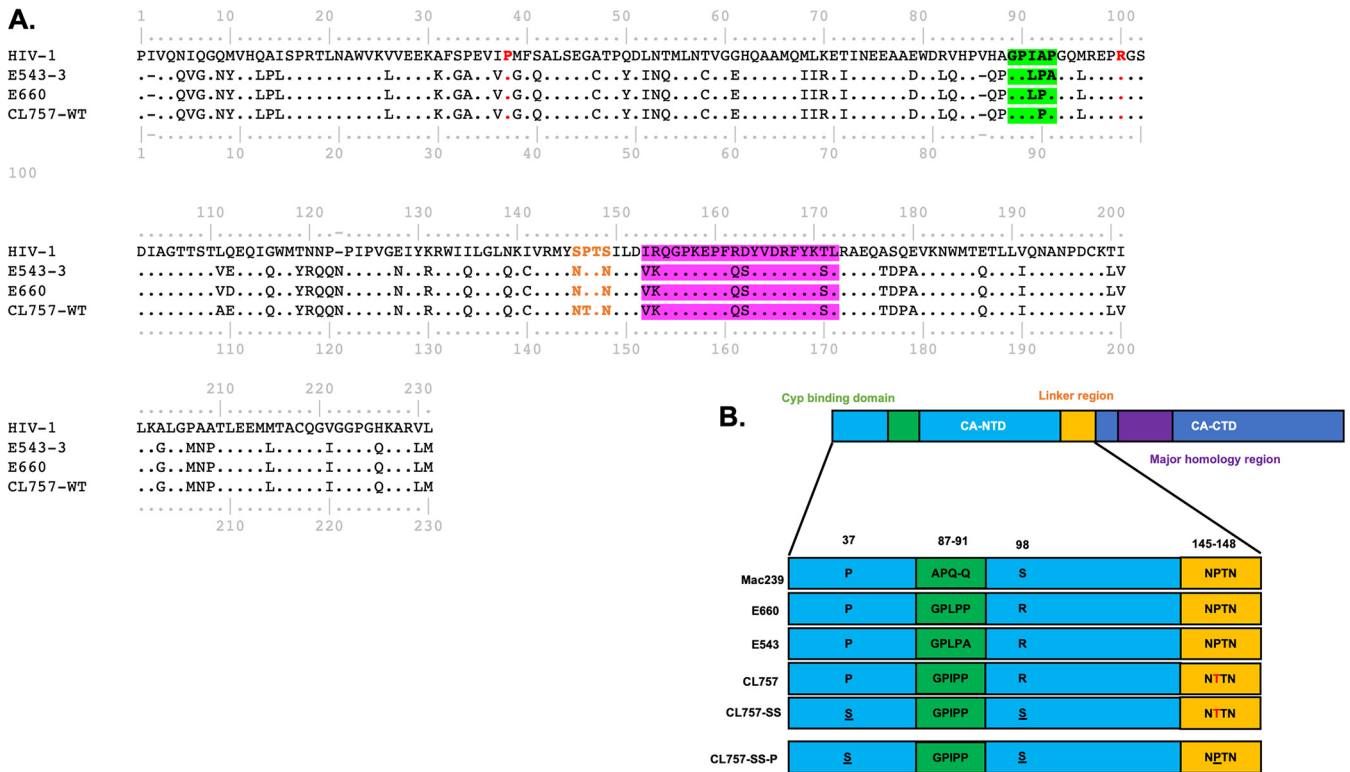 A.
1 10 20 30 40 50 60 70 80 90 100
HIV-1 PIVQNIQGQMVHQAISPRTLNAWVKVVEEKAFSPEVIPMFSALSEGATPQDLNTMLNTVGGHQAAMQMLKETINEEAAEWDRVHPVHAGPIAPGQMREPRGS
E543-3 .-..QVG.NY..LPL...............K.GA..V.G.Q.....C..Y.INQ...C..E......IIR.I......D..LQ..-QP..LPA..L......
E660 .-..QVG.NY..LPL...............K.GA..V.G.Q.....C..Y.INQ...C..E......IIR.I......D..LQ..-QP..LP...L......
CL757-WT .-..QVG.NY..LPL...............K.GA..V.G.Q.....C..Y.INQ...C..E......IIR.I......D..LQ..-QP...P...L......
1 10 20 30 40 50 60 70 80 90
100
110 120 130 140 150 160 170 180 190 200
HIV-1 DIAGTTSTLQEQIGWMTNNP-PIPVGEIYKRWIILGLNKIVRMYSPTSILDIRQGPKEPFRDYVDRFYKTLRAEQASQEVKNWMTETLLVQNANPDCKTI
E543-3 ........VE...Q..YRQQN.....N..R...Q...Q.C....N..N...VK.......QS.......S.....TDPA......Q...I........LV
E660 ........VD...Q..YRQQN.....N..R...Q...Q.C....N..N...VK.......QS.......S.....TDPA......Q...I........LV
CL757-WT ........AE...Q..YRQQN.....N..R...Q...Q.C....NT.N...VK.......QS.......S.....TDPA......Q...I........LV
110 120 130 140 150 160 170 180 190 200
210 220 230
HIV-1 LKALGPAATLEEMMTACQGVGGPGHKARVL
E543-3 ..G..MNP.....L.....I....Q...LM
E660 ..G..MNP.....L.....I....Q...LM
CL757-WT ..G..MNP.....L.....I....Q...LM
210 220 230
B.
Cyp binding domain Linker region
CA-NTD CA-CTD
Major homology region
37 87-91 98 145-148
Mac239 P APQ-Q S NPTN
E660 P GPLPP R NPTN
E543 P GPLPA R NPTN
CL757 P GPIPP R NTTN
CL757-SS S GPIPP S NTTN
CL757-SS-P S GPIPP S NPTN